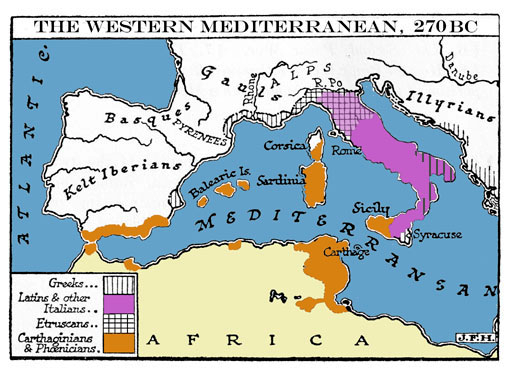 THE WESTERN MEDITERRANEAN, 270 BC
ATLANTIC.
Gauls
ALPS
R. Po
Rhone
Danube
Illyrians
Basques
PYRENEES
Kelt Iberians
Corsica
Rome
Balearic Is.
Sardinia
MEDITERRANSAN
Sicily
Syracuse
Carthage
AFRICA
Greeks...
Latins & other
Italians..
Etruscans..
Carthaginians
& Phœnicians.
J.F.H.